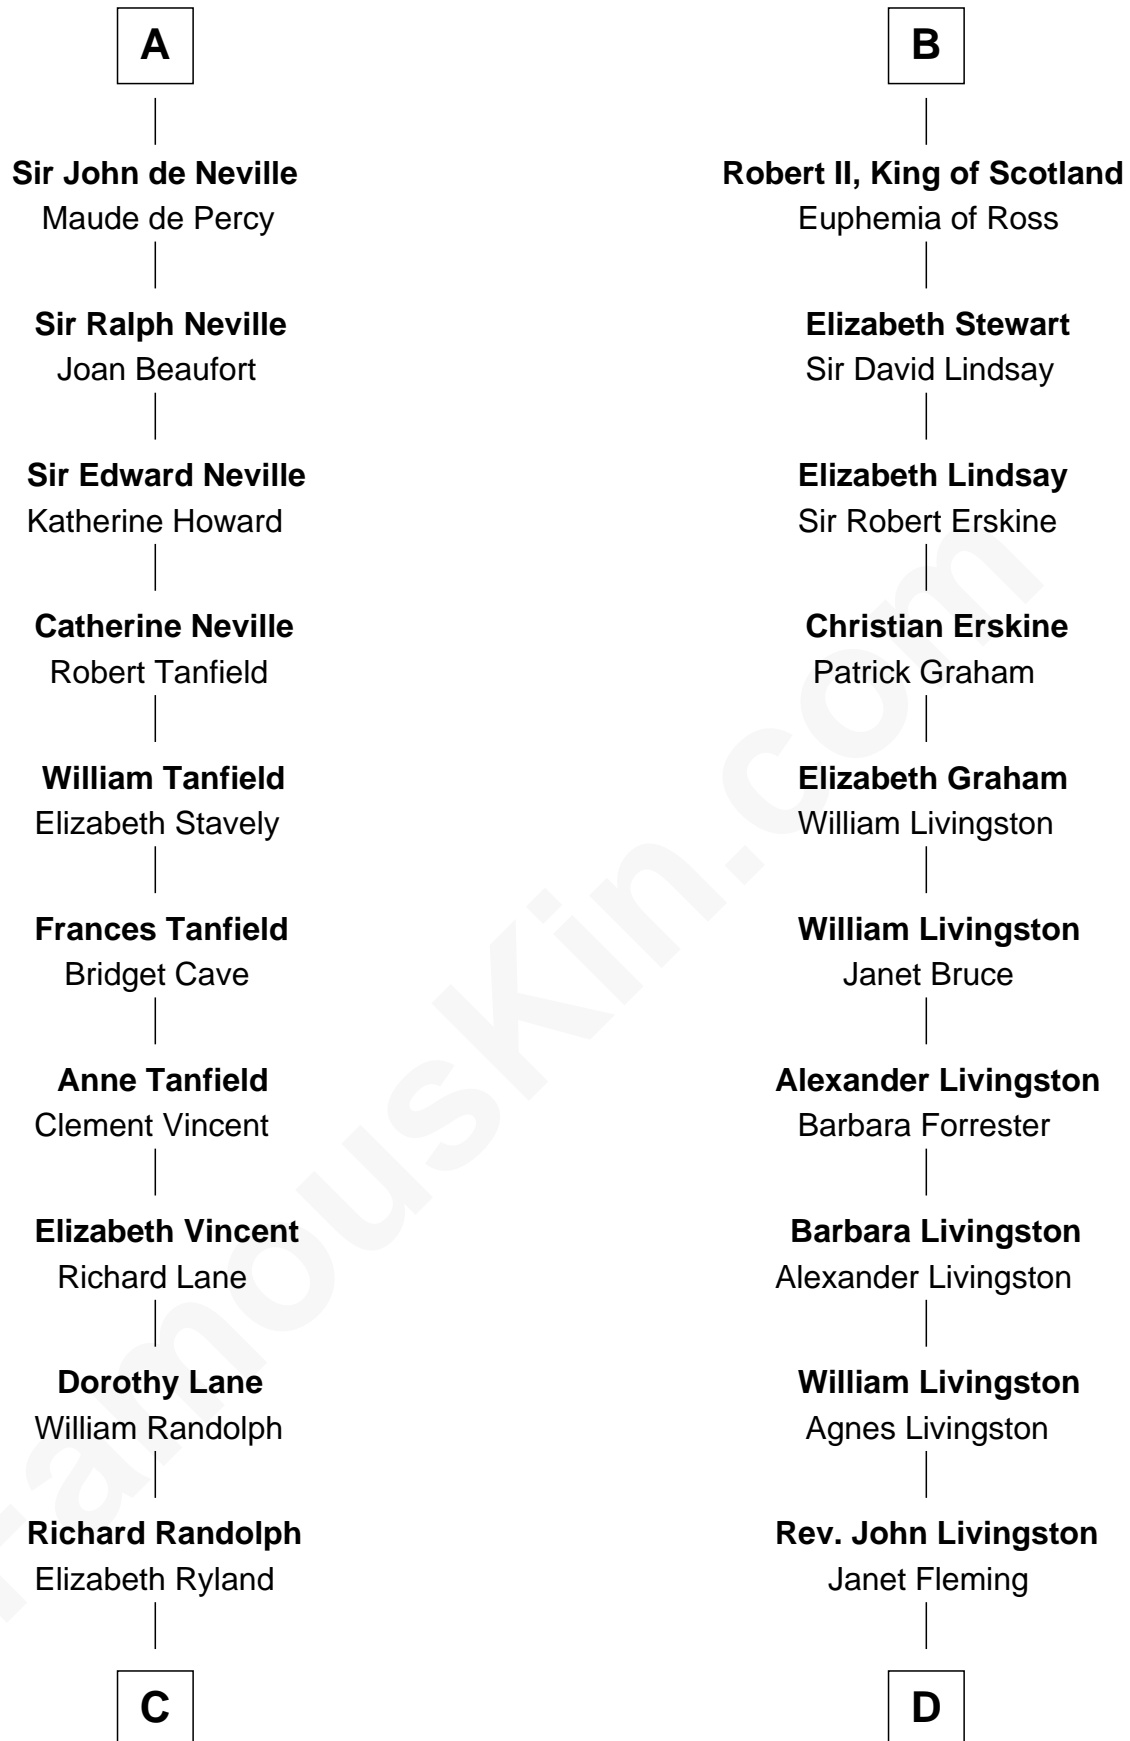 A
Sir John de Neville
Maude de Percy
Sir Ralph Neville
Joan Beaufort
Sir Edward Neville
Katherine Howard
Catherine Neville
Robert Tanfield
William Tanfield
Elizabeth Stavely
Frances Tanfield
Bridget Cave
Anne Tanfield
Clement Vincent
Elizabeth Vincent
Richard Lane
Dorothy Lane
William Randolph
Richard Randolph
Elizabeth Ryland
C
B
Robert II, King of Scotland
Euphemia of Ross
Elizabeth Stewart
Sir David Lindsay
Elizabeth Lindsay
Sir Robert Erskine
Christian Erskine
Patrick Graham
Elizabeth Graham
William Livingston
William Livingston
Janet Bruce
Alexander Livingston
Barbara Forrester
Barbara Livingston
Alexander Livingston
William Livingston
Agnes Livingston
Rev. John Livingston
Janet Fleming
D
FamousKin.com